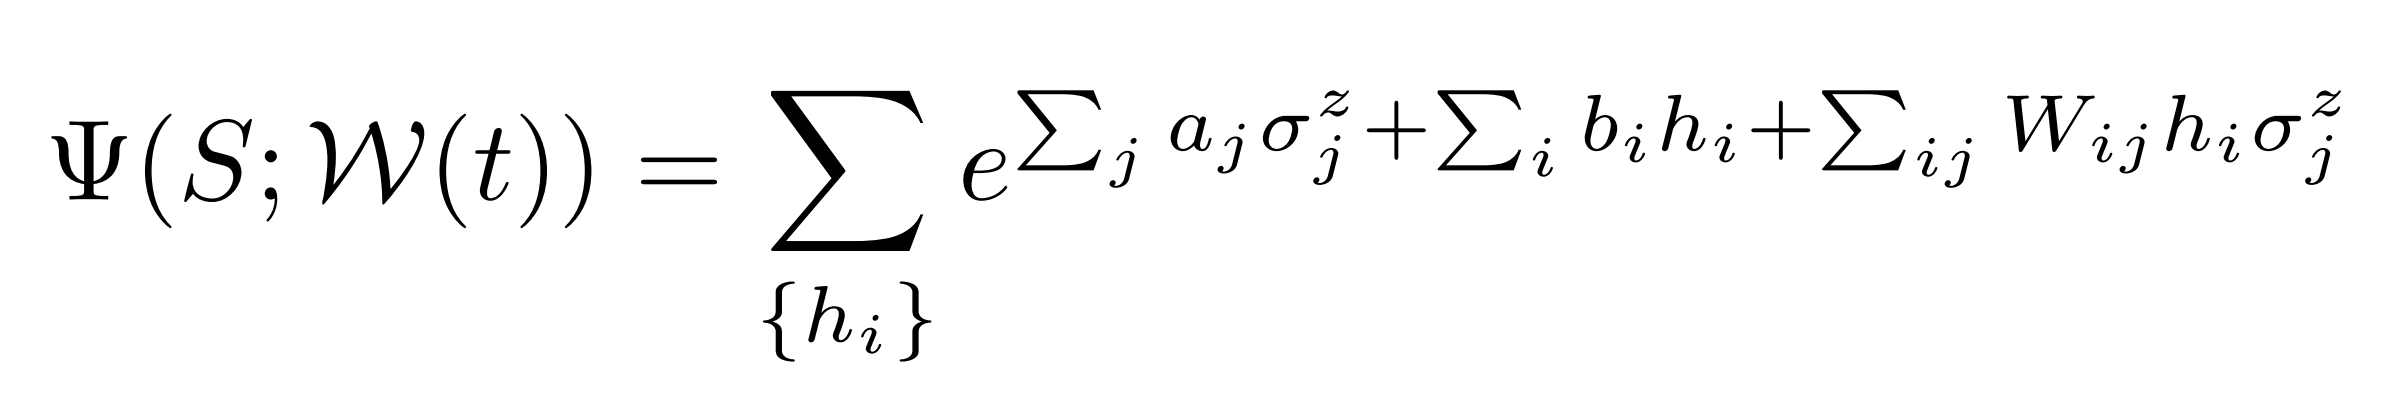 Ψ(S; 𝒲(t)) = ∑_{\{h_i\}} e^{∑_j a_j σ_j^z + ∑_i b_i h_i + ∑_{ij} W_{ij} h_i σ_j^z}